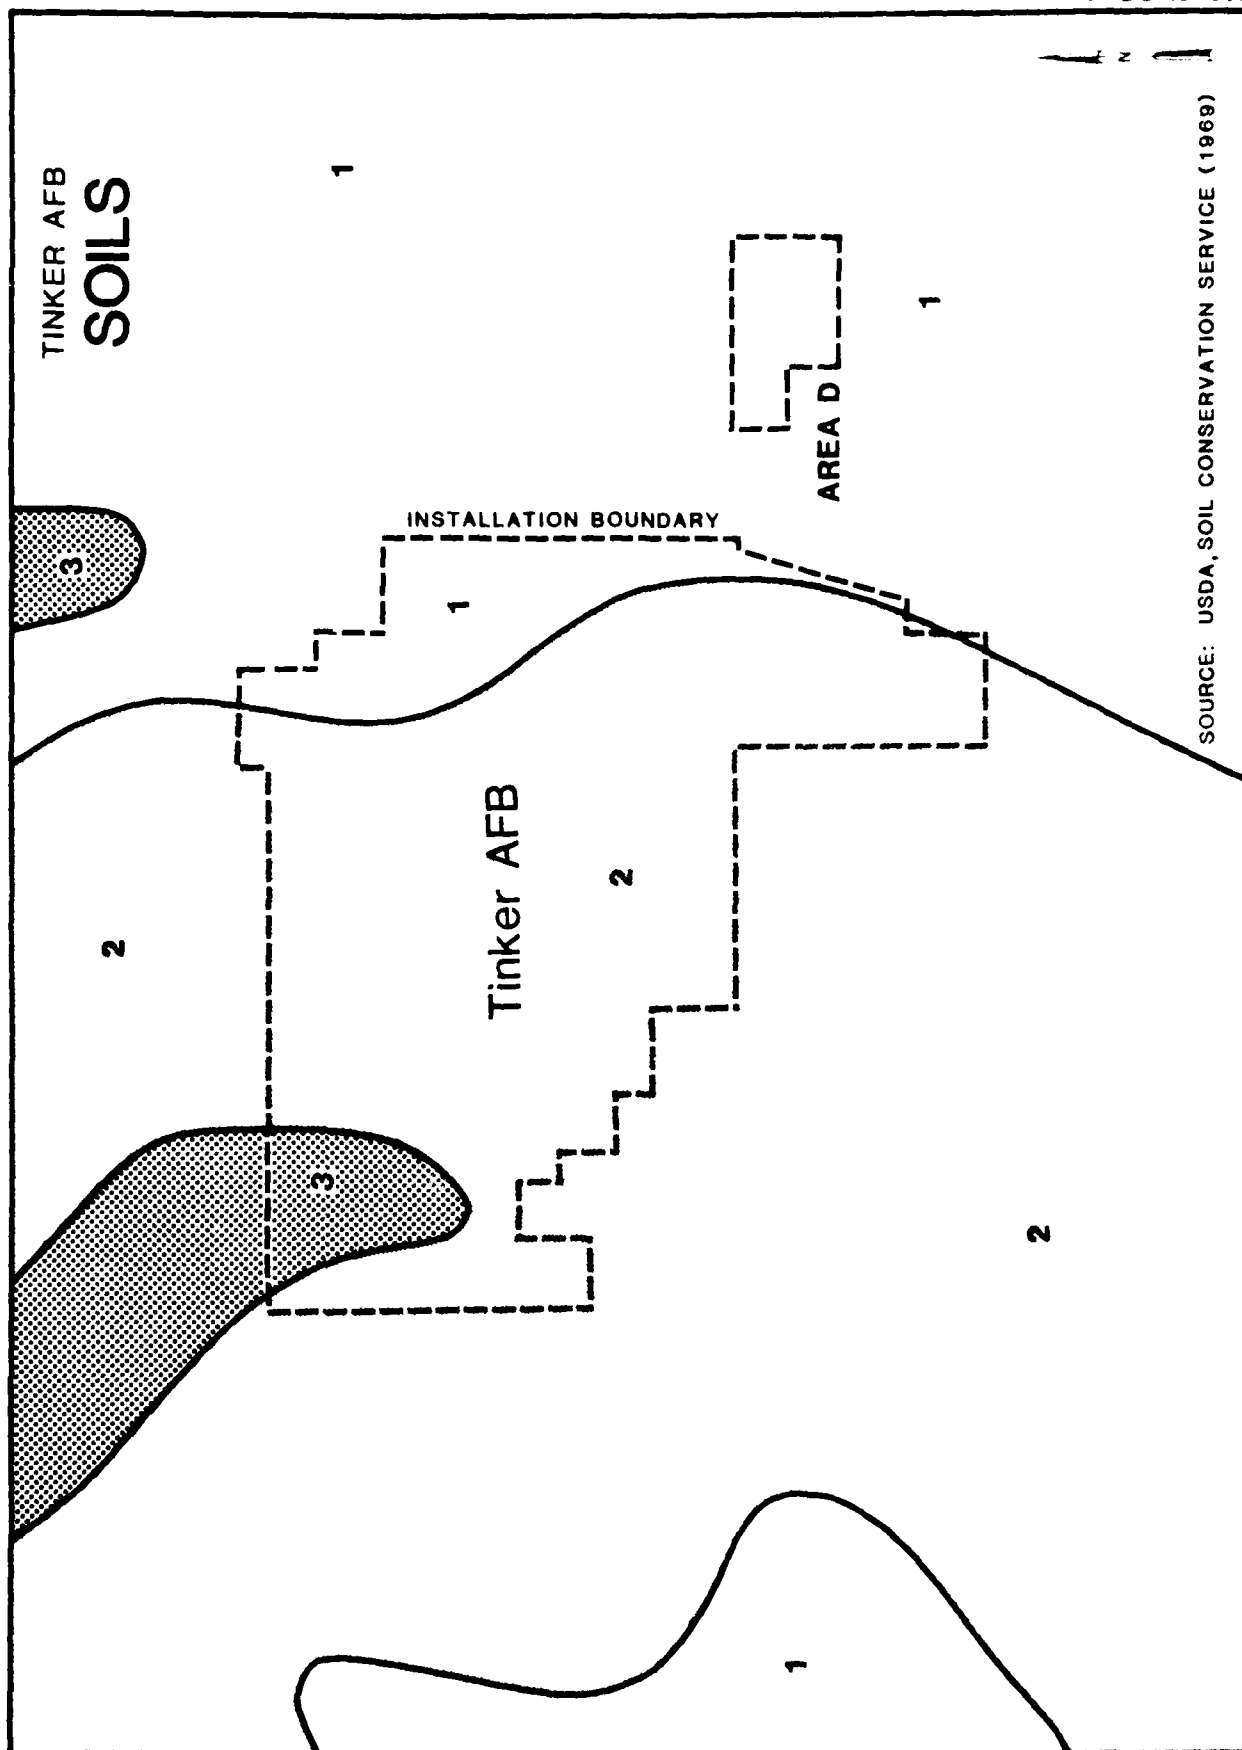 TINKER AFB
SOILS
1
3
INSTALLATION BOUNDARY
1
AREA D
1
2
Tinker AFB
2
3
2
1
N
SOURCE: USDA, SOIL CONSERVATION SERVICE (1969)